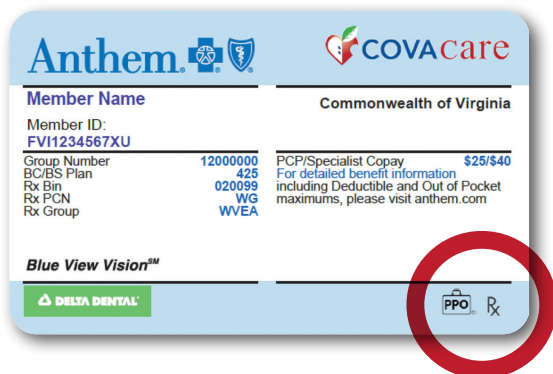 Anthem.
COVAcare
Member Name
Commonwealth of Virginia
Member ID:
FVI1234567XU
Group Number 12000000
BC/BS Plan 425
Rx Bin 020099
Rx PCN WG
Rx Group WVEA
PCP/Specialist Copay $25/$40
For detailed benefit information
including Deductible and Out of Pocket
maximums, please visit anthem.com
Blue View Vision℠
DELTA DENTAL
PPO ℞